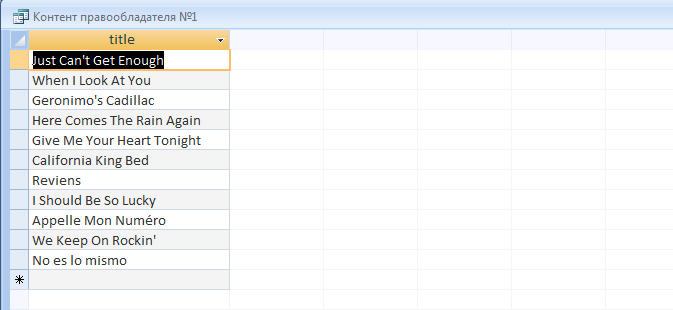 Контент правообладателя №1
title
Just Can't Get Enough
When I Look At You
Geronimo's Cadillac
Here Comes The Rain Again
Give Me Your Heart Tonight
California King Bed
Reviens
I Should Be So Lucky
Appelle Mon Numéro
We Keep On Rockin'
No es lo mismo